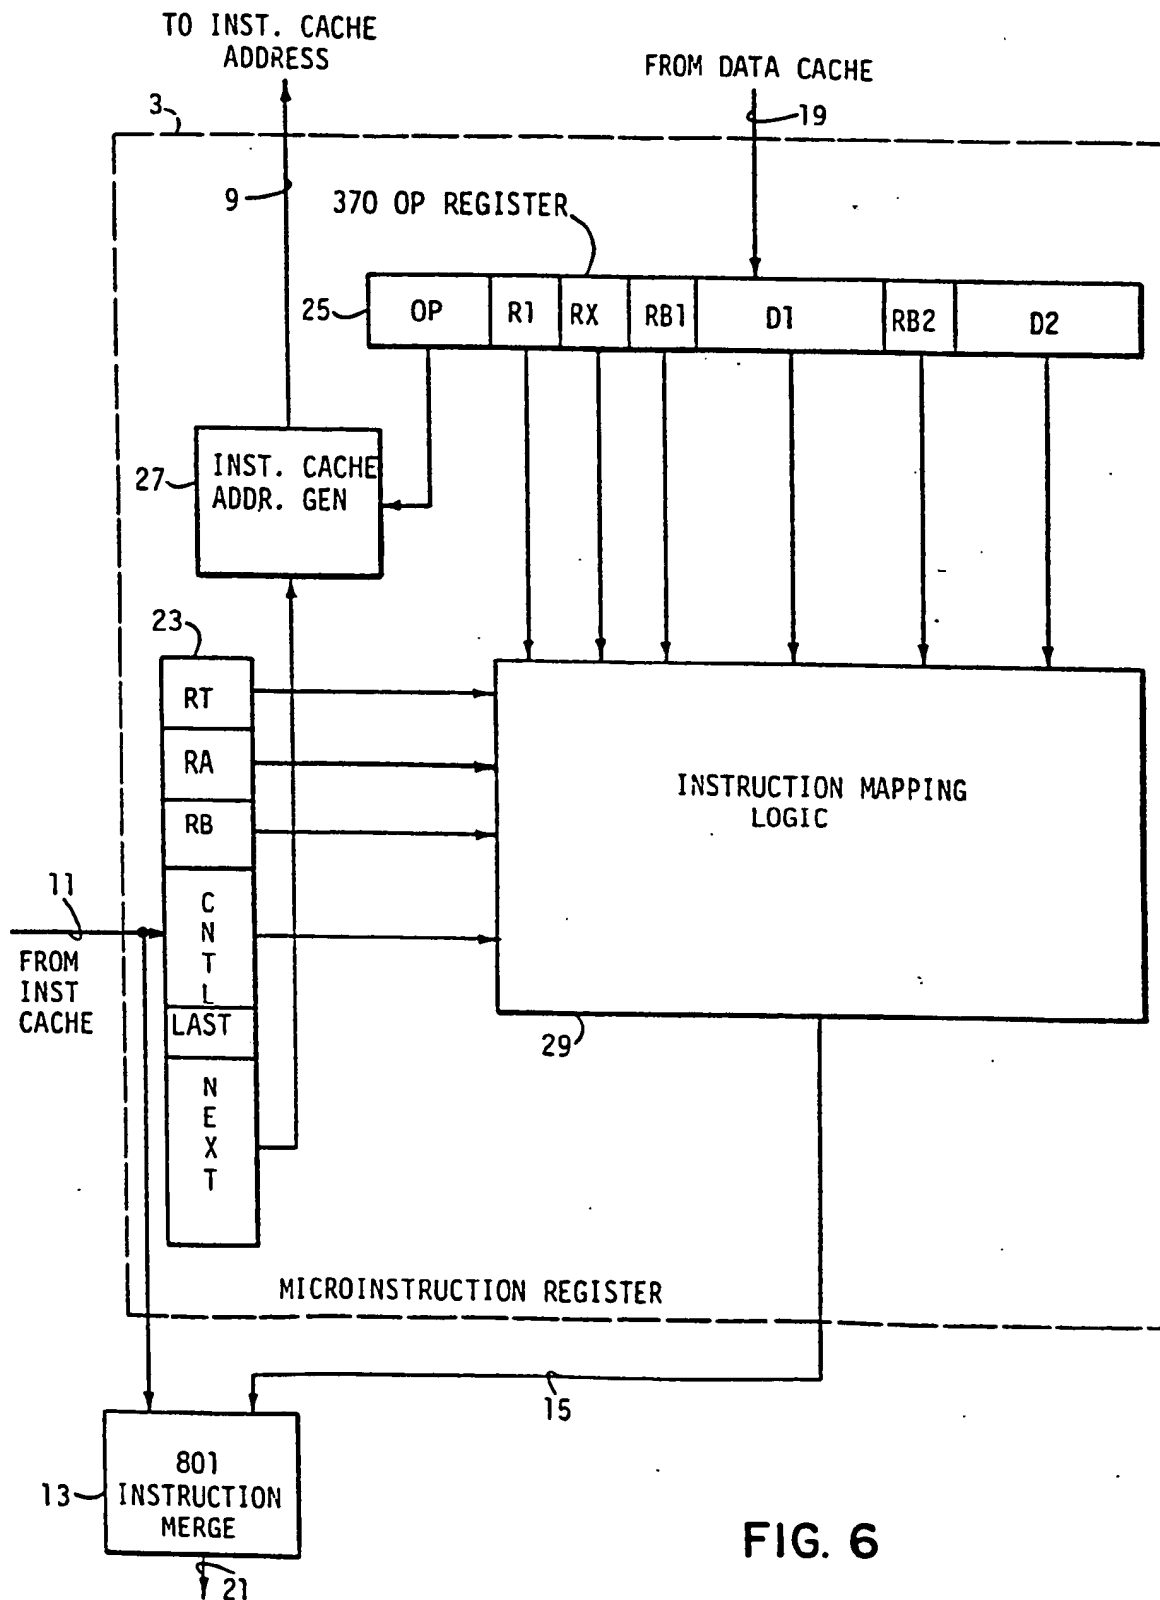 TO INST. CACHE
ADDRESS
FROM DATA CACHE
3
19
9
370 OP REGISTER
25
OP
R1
RX
RB1
D1
RB2
D2
27
INST. CACHE
ADDR. GEN
23
RT
RA
RB
CNTL
LAST
NEXT
INSTRUCTION MAPPING
LOGIC
11
FROM
INST
CACHE
29
MICROINSTRUCTION REGISTER
15
801
INSTRUCTION
MERGE
13
21
FIG. 6